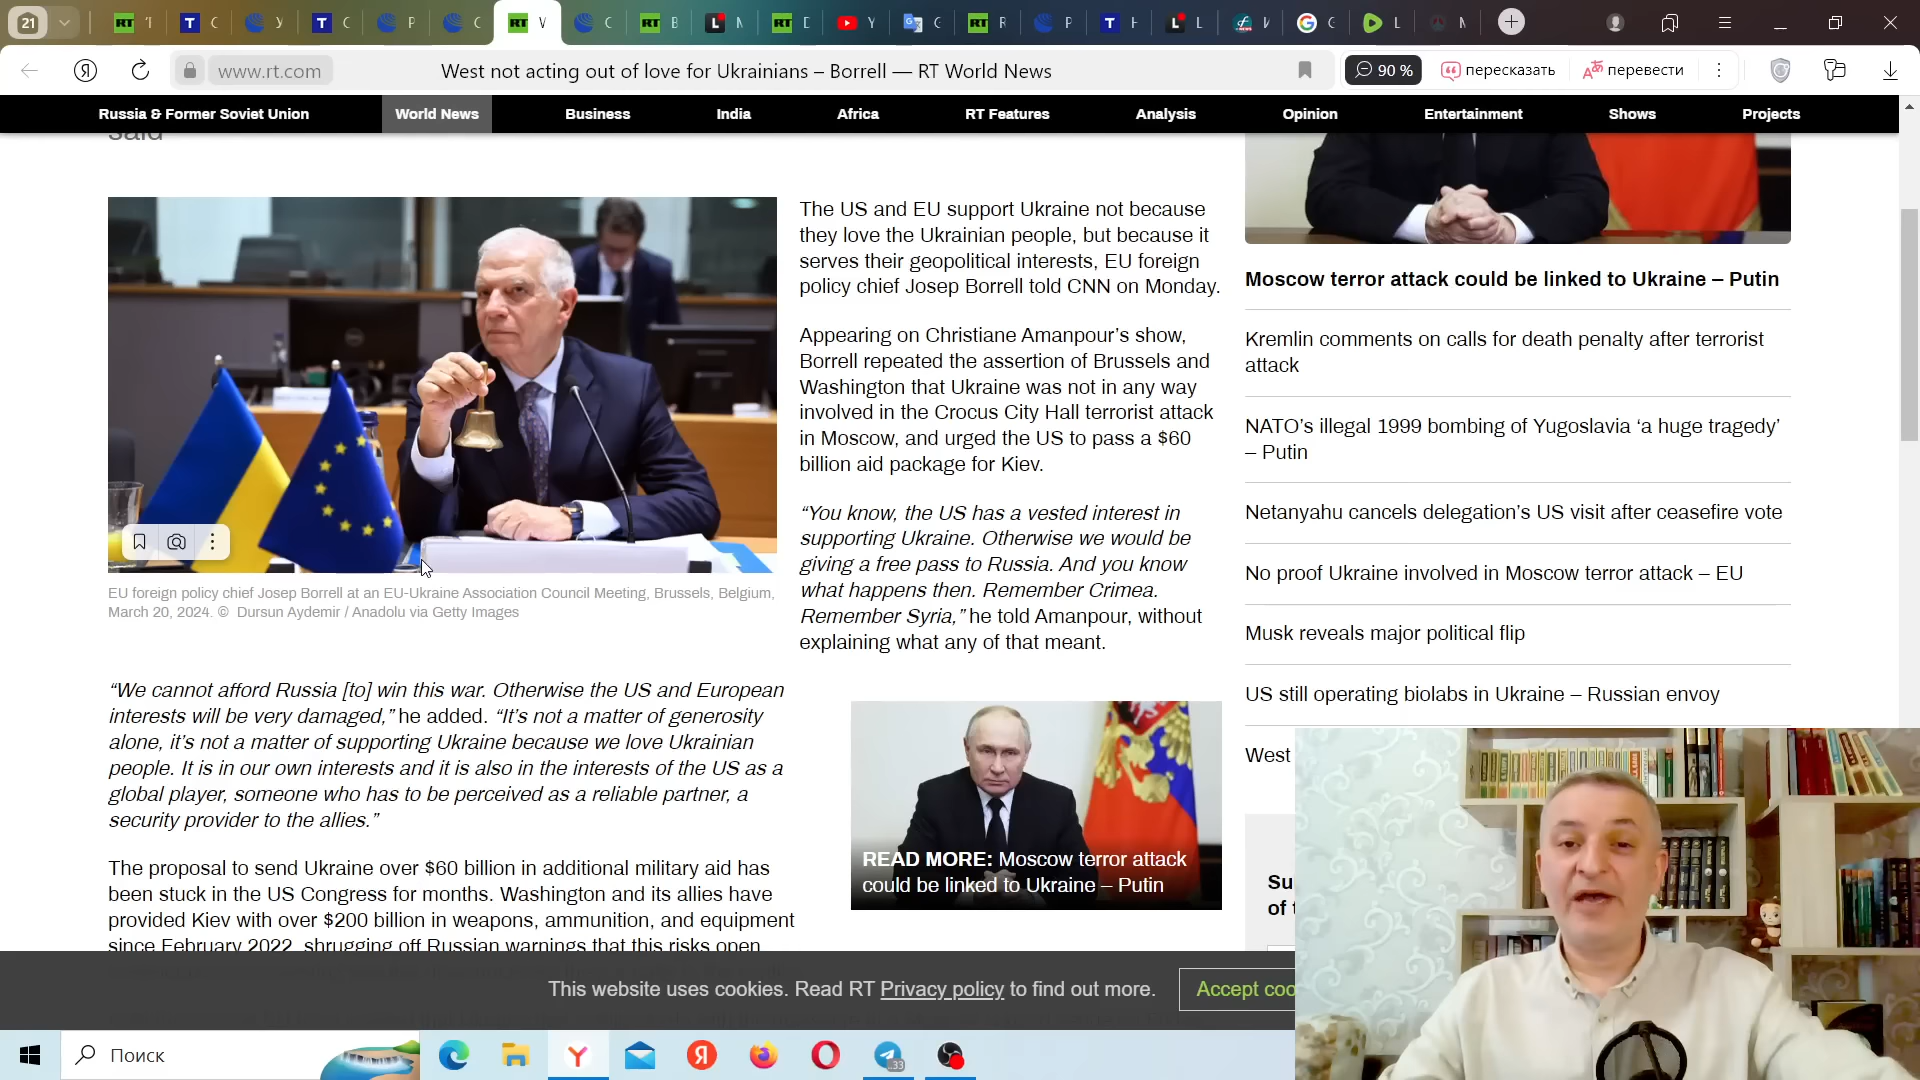 21
www.rt.com
West not acting out of love for Ukrainians – Borrell — RT World News
90 %
пересказать
перевести
Russia & Former Soviet Union
World News
Business
India
Africa
RT Features
Analysis
Opinion
Entertainment
Shows
Projects
said
The US and EU support Ukraine not because
they love the Ukrainian people, but because it
serves their geopolitical interests, EU foreign
policy chief Josep Borrell told CNN on Monday.
Appearing on Christiane Amanpour’s show,
Borrell repeated the assertion of Brussels and
Washington that Ukraine was not in any way
involved in the Crocus City Hall terrorist attack
in Moscow, and urged the US to pass a $60
billion aid package for Kiev.
“You know, the US has a vested interest in
supporting Ukraine. Otherwise we would be
giving a free pass to Russia. And you know
what happens then. Remember Crimea.
Remember Syria,” he told Amanpour, without
explaining what any of that meant.
EU foreign policy chief Josep Borrell at an EU-Ukraine Association Council Meeting, Brussels, Belgium,
March 20, 2024. © Dursun Aydemir / Anadolu via Getty Images
“We cannot afford Russia [to] win this war. Otherwise the US and European
interests will be very damaged,” he added. “It’s not a matter of generosity
alone, it’s not a matter of supporting Ukraine because we love Ukrainian
people. It is in our own interests and it is also in the interests of the US as a
global player, someone who has to be perceived as a reliable partner, a
security provider to the allies.”
READ MORE: Moscow terror attack
could be linked to Ukraine – Putin
The proposal to send Ukraine over $60 billion in additional military aid has
been stuck in the US Congress for months. Washington and its allies have
provided Kiev with over $200 billion in weapons, ammunition, and equipment
since February 2022, shrugging off Russian warnings that this risks open
Moscow terror attack could be linked to Ukraine – Putin
Kremlin comments on calls for death penalty after terrorist
attack
NATO’s illegal 1999 bombing of Yugoslavia ‘a huge tragedy’
– Putin
Netanyahu cancels delegation’s US visit after ceasefire vote
No proof Ukraine involved in Moscow terror attack – EU
Musk reveals major political flip
US still operating biolabs in Ukraine – Russian envoy
West
Su
of t
This website uses cookies. Read RT Privacy policy to find out more.
Accept coo
Поиск
33